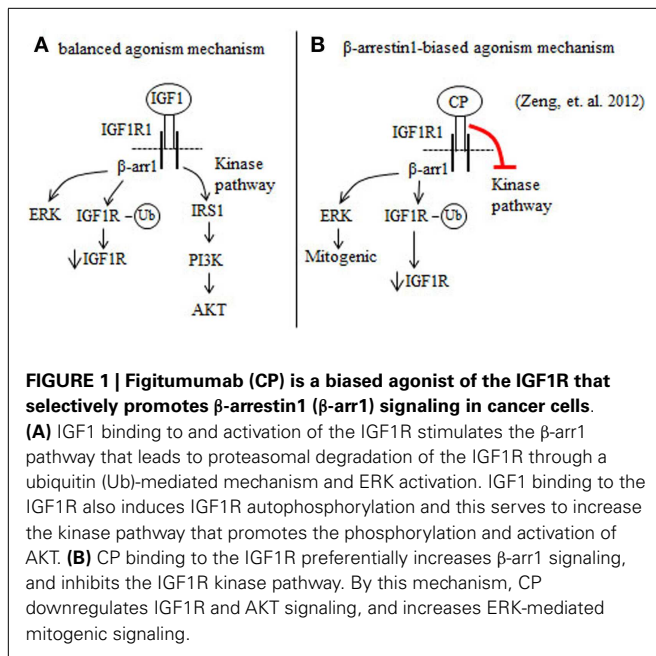 A balanced agonism mechanism
IGF1
IGF1R1
β-arr1
Kinase
pathway
ERK
IGF1R – Ub
IRS1
IGF1R
PI3K
AKT
B β-arrestin1-biased agonism mechanism
CP
(Zeng, et. al. 2012)
IGF1R1
β-arr1
Kinase
pathway
ERK
IGF1R – Ub
Mitogenic
IGF1R
FIGURE 1 | Figitumumab (CP) is a biased agonist of the IGF1R that
selectively promotes β-arrestin1 (β-arr1) signaling in cancer cells.
(A) IGF1 binding to and activation of the IGF1R stimulates the β-arr1
pathway that leads to proteasomal degradation of the IGF1R through a
ubiquitin (Ub)-mediated mechanism and ERK activation. IGF1 binding to the
IGF1R also induces IGF1R autophosphorylation and this serves to increase
the kinase pathway that promotes the phosphorylation and activation of
AKT. (B) CP binding to the IGF1R preferentially increases β-arr1 signaling,
and inhibits the IGF1R kinase pathway. By this mechanism, CP
downregulates IGF1R and AKT signaling, and increases ERK-mediated
mitogenic signaling.